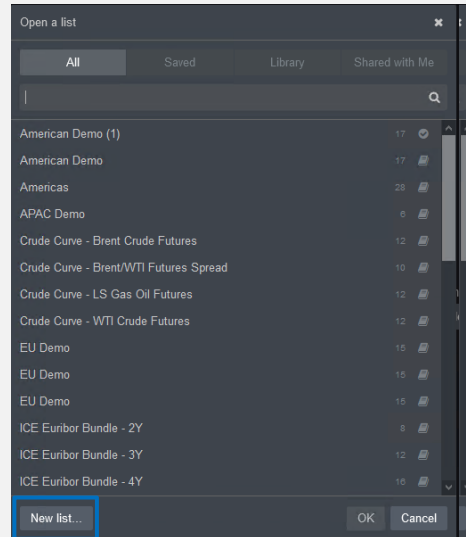 Open a list
All Saved Library Shared with Me
American Demo (1) 17
American Demo 17
Americas 28
APAC Demo 6
Crude Curve - Brent Crude Futures 12
Crude Curve - Brent/WTI Futures Spread 10
Crude Curve - LS Gas Oil Futures 12
Crude Curve - WTI Crude Futures 12
EU Demo 15
EU Demo 15
EU Demo 15
ICE Euribor Bundle - 2Y 8
ICE Euribor Bundle - 3Y 12
ICE Euribor Bundle - 4Y 16
New list... OK Cancel